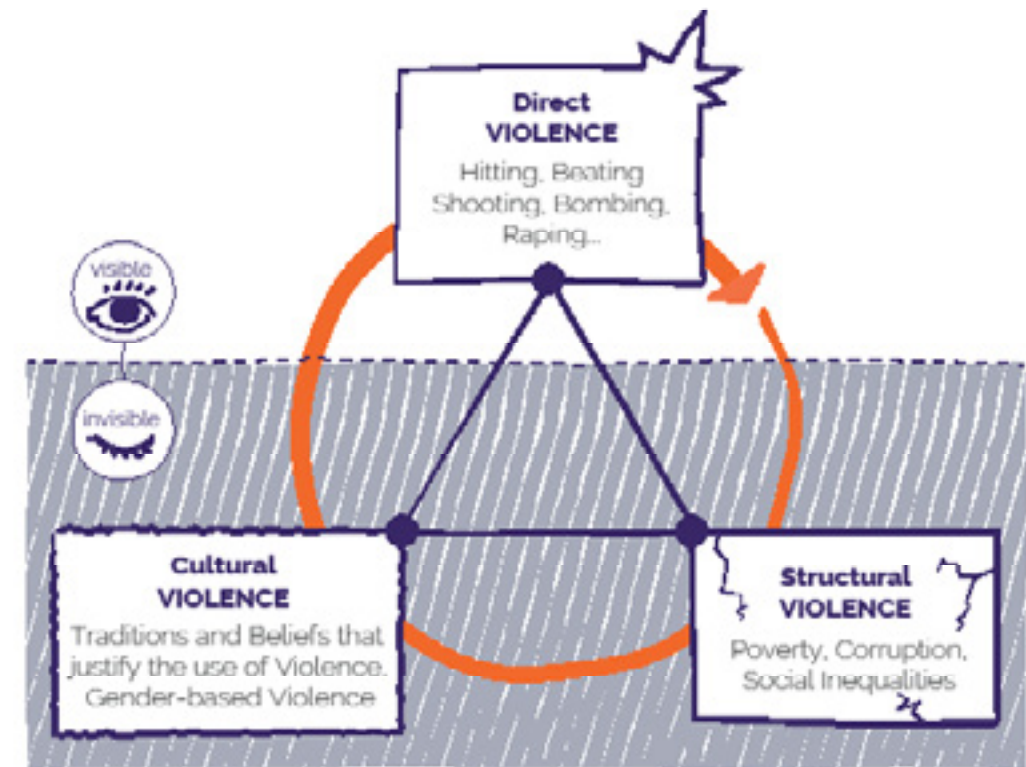 Direct
VIOLENCE
Hitting, Beating
Shooting, Bombing,
Raping...
visible
invisible
Cultural
VIOLENCE
Traditions and Beliefs that
justify the use of Violence.
Gender-based Violence
Structural
VIOLENCE
Poverty, Corruption,
Social Inequalities